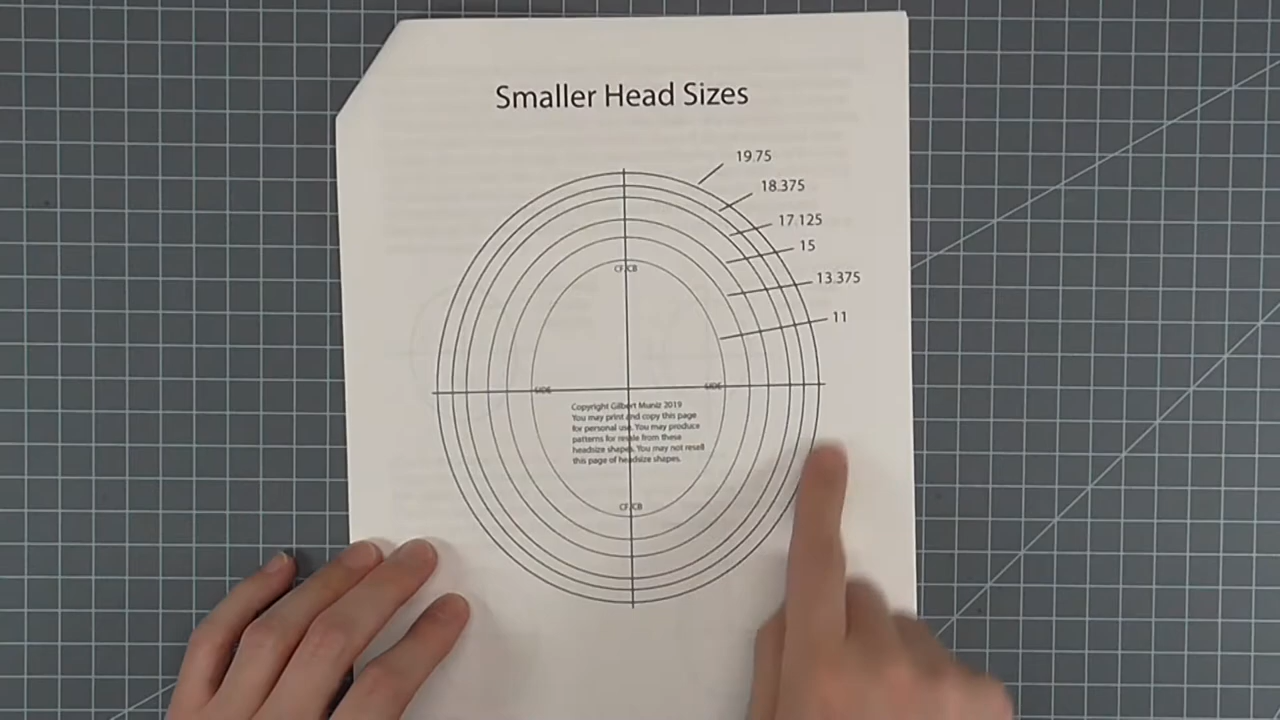 Smaller Head Sizes
19.75
18.375
17.125
15
13.375
11
CF/CB
SIDE
SIDE
Copyright Gilbert Muniz 2019
You may print and copy this page
for personal use. You may produce
patterns for resale from these
headsize shapes. You may not resell
this page of headsize shapes.
CF/CB